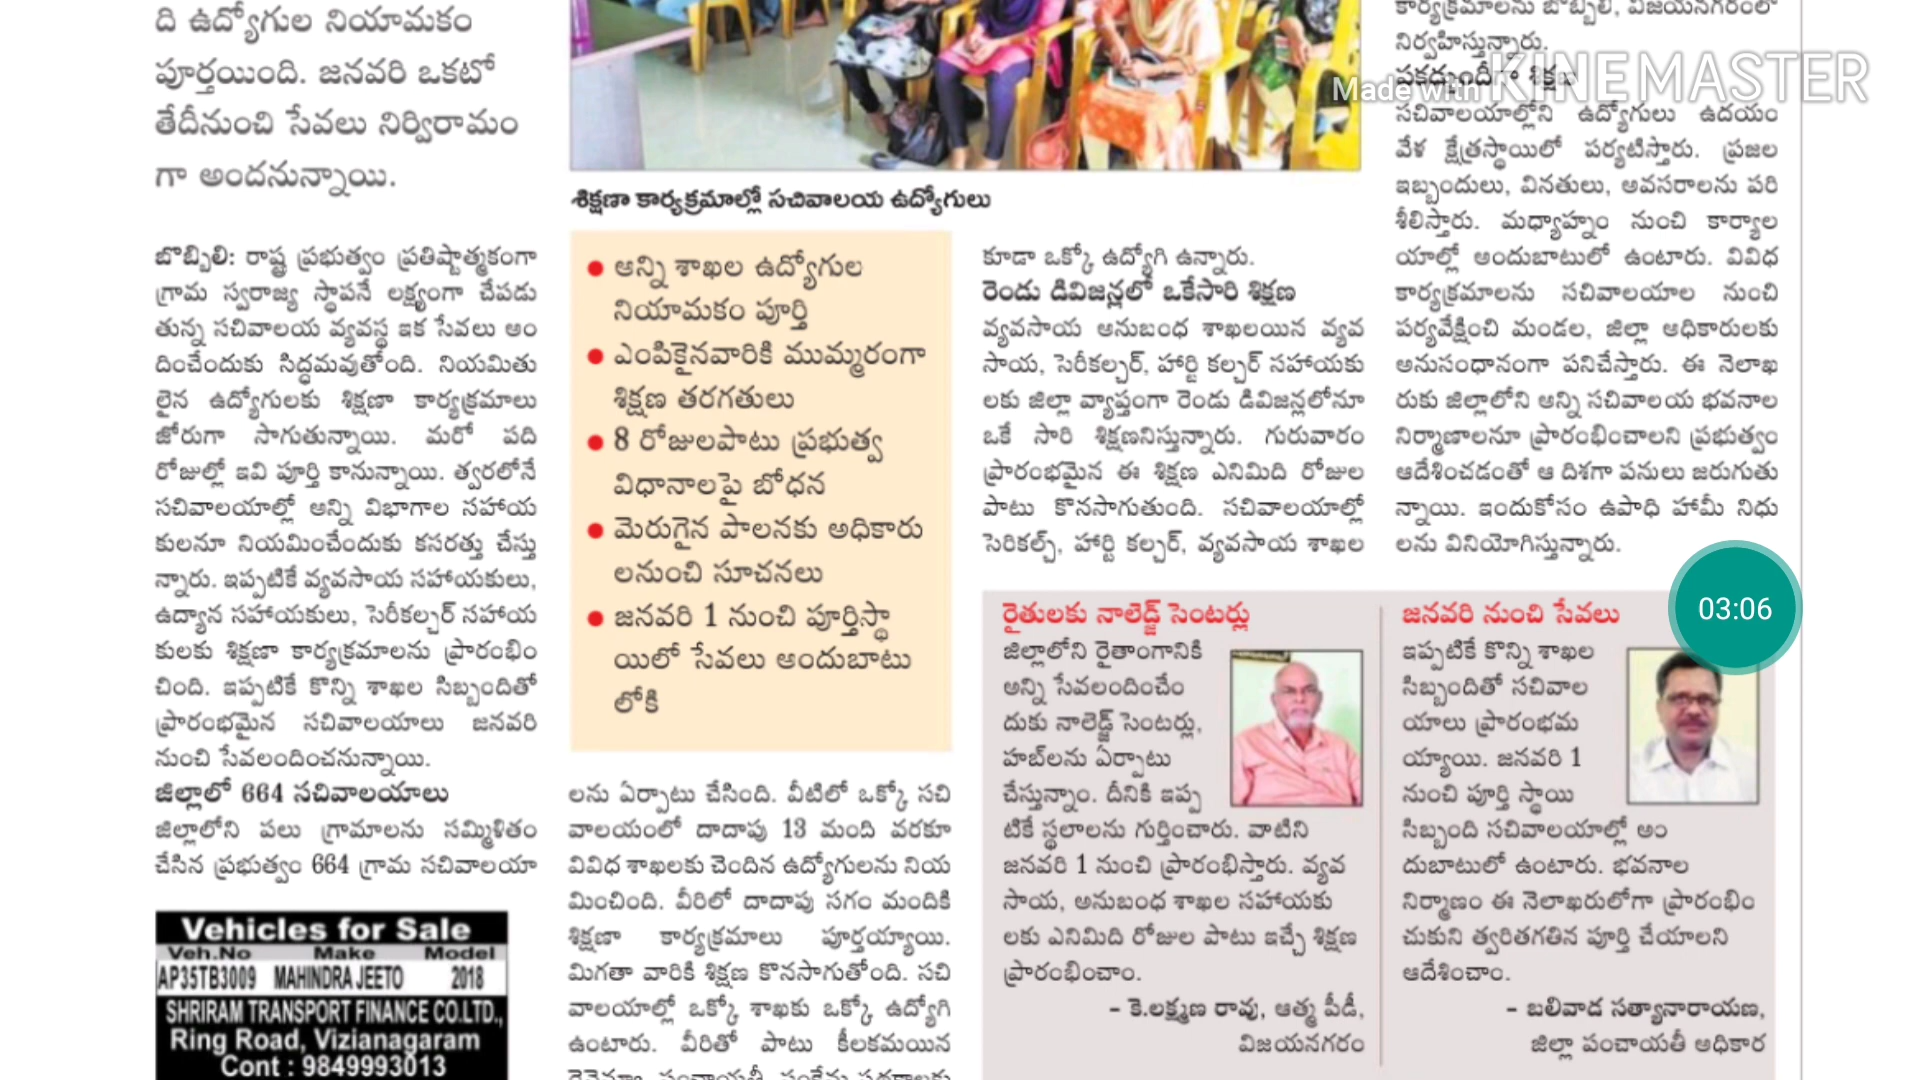 ది ఉద్యోగుల నియామకం
పూర్తయింది. జనవరి ఒకటో
తేదీనుంచి సేవలు నిర్విరామం
గా అందనున్నాయి.
బొబ్బిలి: రాష్ట్ర ప్రభుత్వం ప్రతిష్టాత్మకంగా
గ్రామ స్వరాజ్య స్థాపనే లక్ష్యంగా చేపడు
తున్న సచివాలయ వ్యవస్థ ఇక సేవలు అం
దించేందుకు సిద్ధమవుతోంది. నియమితు
లైన ఉద్యోగులకు శిక్షణా కార్యక్రమాలు
జోరుగా సాగుతున్నాయి. మరో పది
రోజుల్లో ఇవి పూర్తి కానున్నాయి. త్వరలోనే
సచివాలయాల్లో అన్ని విభాగాల సహాయ
కులనూ నియమించేందుకు కసరత్తు చేస్తు
న్నారు. ఇప్పటికే వ్యవసాయ సహాయకులు,
ఉద్యాన సహాయకులు, సెరీకల్చర్ సహాయ
కులకు శిక్షణా కార్యక్రమాలను ప్రారంభిం
చింది. ఇప్పటికే కొన్ని శాఖల సిబ్బందితో
ప్రారంభమైన సచివాలయాలు జనవరి
నుంచి సేవలందించనున్నాయి.
జిల్లాలో 664 సచివాలయాలు
జిల్లాలోని పలు గ్రామాలను సమ్మిళితం
చేసిన ప్రభుత్వం 664 గ్రామ సచివాలయా
Vehicles for Sale
Veh.No Make Model
AP35TB3009 MAHINDRA JEETO 2018
SHRIRAM TRANSPORT FINANCE CO.LTD.,
Ring Road, Vizianagaram
Cont : 9849993013
శిక్షణా కార్యక్రమాల్లో సచివాలయ ఉద్యోగులు
● అన్ని శాఖల ఉద్యోగుల
నియామకం పూర్తి
● ఎంపికైనవారికి ముమ్మరంగా
శిక్షణ తరగతులు
● 8 రోజులపాటు ప్రభుత్వ
విధానాలపై బోధన
● మెరుగైన పాలనకు అధికారు
లనుంచి సూచనలు
● జనవరి 1 నుంచి పూర్తిస్థా
యిలో సేవలు అందుబాటు
లోకి
లను ఏర్పాటు చేసింది. వీటిలో ఒక్కో సచి
వాలయంలో దాదాపు 13 మంది వరకూ
వివిధ శాఖలకు చెందిన ఉద్యోగులను నియ
మించింది. వీరిలో దాదాపు సగం మందికి
శిక్షణా కార్యక్రమాలు పూర్తయ్యాయి.
మిగతా వారికి శిక్షణ కొనసాగుతోంది. సచి
వాలయాల్లో ఒక్కో శాఖకు ఒక్కో ఉద్యోగి
ఉంటారు. వీరితో పాటు కీలకమయిన
కూడా ఒక్కో ఉద్యోగి ఉన్నారు.
రెండు డివిజన్లలో ఒకేసారి శిక్షణ
వ్యవసాయ అనుబంధ శాఖలయిన వ్యవ
సాయ, సెరీకల్చర్, హార్టి కల్చర్ సహాయకు
లకు జిల్లా వ్యాప్తంగా రెండు డివిజన్లలోనూ
ఒకే సారి శిక్షణనిస్తున్నారు. గురువారం
ప్రారంభమైన ఈ శిక్షణ ఎనిమిది రోజుల
పాటు కొనసాగుతుంది. సచివాలయాల్లో
సెరికల్చ్, హార్టి కల్చర్, వ్యవసాయ శాఖల
కార్యక్రమాలను బొబ్బిలి, విజయనగరంలో
నిర్వహిస్తున్నారు.
Made with KINEMASTER
సచివాలయాల్లోని ఉద్యోగులు ఉదయం
వేళ క్షేత్రస్థాయిలో పర్యటిస్తారు. ప్రజల
ఇబ్బందులు, వినతులు, అవసరాలను పరి
శీలిస్తారు. మధ్యాహ్నం నుంచి కార్యాల
యాల్లో అందుబాటులో ఉంటారు. వివిధ
కార్యక్రమాలను సచివాలయాల నుంచి
పర్యవేక్షించి మండల, జిల్లా అధికారులకు
అనుసంధానంగా పనిచేస్తారు. ఈ నెలాఖ
రుకు జిల్లాలోని అన్ని సచివాలయ భవనాల
నిర్మాణాలనూ ప్రారంభించాలని ప్రభుత్వం
ఆదేశించడంతో ఆ దిశగా పనులు జరుగుతు
న్నాయి. ఇందుకోసం ఉపాధి హామీ నిధు
లను వినియోగిస్తున్నారు.
03:06
రైతులకు నాలెడ్జ్ సెంటర్లు
జిల్లాలోని రైతాంగానికి
అన్ని సేవలందించేం
దుకు నాలెడ్జ్ సెంటర్లు,
హబ్‌లను ఏర్పాటు
చేస్తున్నాం. దీనికి ఇప్ప
టికే స్థలాలను గుర్తించారు. వాటిని
జనవరి 1 నుంచి ప్రారంభిస్తారు. వ్యవ
సాయ, అనుబంధ శాఖల సహాయకు
లకు ఎనిమిది రోజుల పాటు ఇచ్చే శిక్షణ
ప్రారంభించాం.
– కె.లక్ష్మణ రావు, ఆత్మ పీడీ,
విజయనగరం
జనవరి నుంచి సేవలు
ఇప్పటికే కొన్ని శాఖల
సిబ్బందితో సచివాల
యాలు ప్రారంభమ
య్యాయి. జనవరి 1
నుంచి పూర్తి స్థాయి
సిబ్బంది సచివాలయాల్లో అం
దుబాటులో ఉంటారు. భవనాల
నిర్మాణం ఈ నెలాఖరులోగా ప్రారంభిం
చుకుని త్వరితగతిన పూర్తి చేయాలని
ఆదేశించాం.
– బలివాడ సత్యానారాయణ,
జిల్లా పంచాయతీ అధికార